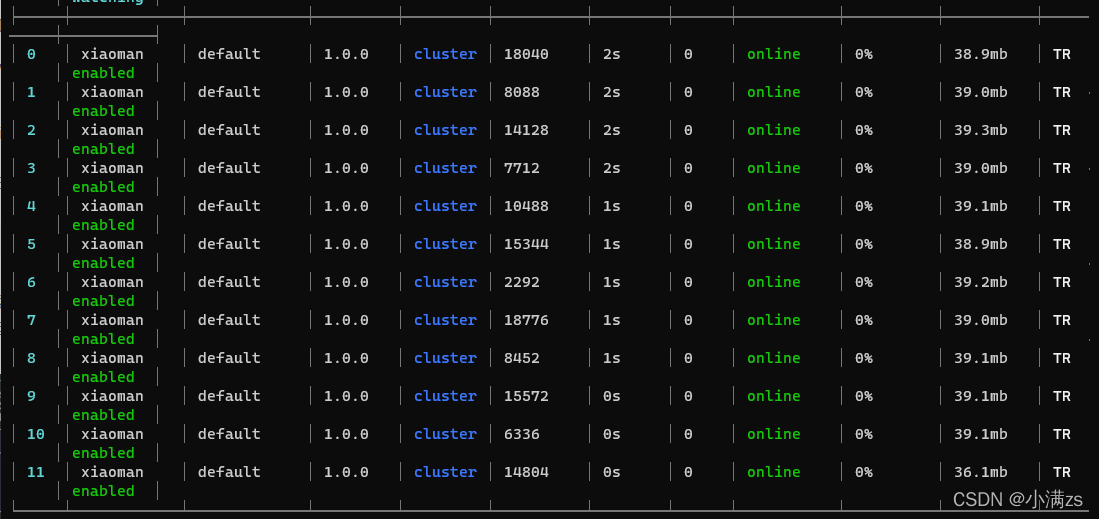 watching
0 xiaoman default 1.0.0 cluster 18040 2s 0 online 0% 38.9mb TR
enabled
1 xiaoman default 1.0.0 cluster 8088 2s 0 online 0% 39.0mb TR
enabled
2 xiaoman default 1.0.0 cluster 14128 2s 0 online 0% 39.3mb TR
enabled
3 xiaoman default 1.0.0 cluster 7712 2s 0 online 0% 39.0mb TR
enabled
4 xiaoman default 1.0.0 cluster 10488 1s 0 online 0% 39.1mb TR
enabled
5 xiaoman default 1.0.0 cluster 15344 1s 0 online 0% 38.9mb TR
enabled
6 xiaoman default 1.0.0 cluster 2292 1s 0 online 0% 39.2mb TR
enabled
7 xiaoman default 1.0.0 cluster 18776 1s 0 online 0% 39.0mb TR
enabled
8 xiaoman default 1.0.0 cluster 8452 1s 0 online 0% 39.1mb TR
enabled
9 xiaoman default 1.0.0 cluster 15572 0s 0 online 0% 39.1mb TR
enabled
10 xiaoman default 1.0.0 cluster 6336 0s 0 online 0% 39.1mb TR
enabled
11 xiaoman default 1.0.0 cluster 14804 0s 0 online 0% 36.1mb TR
enabled
CSDN @小满zs